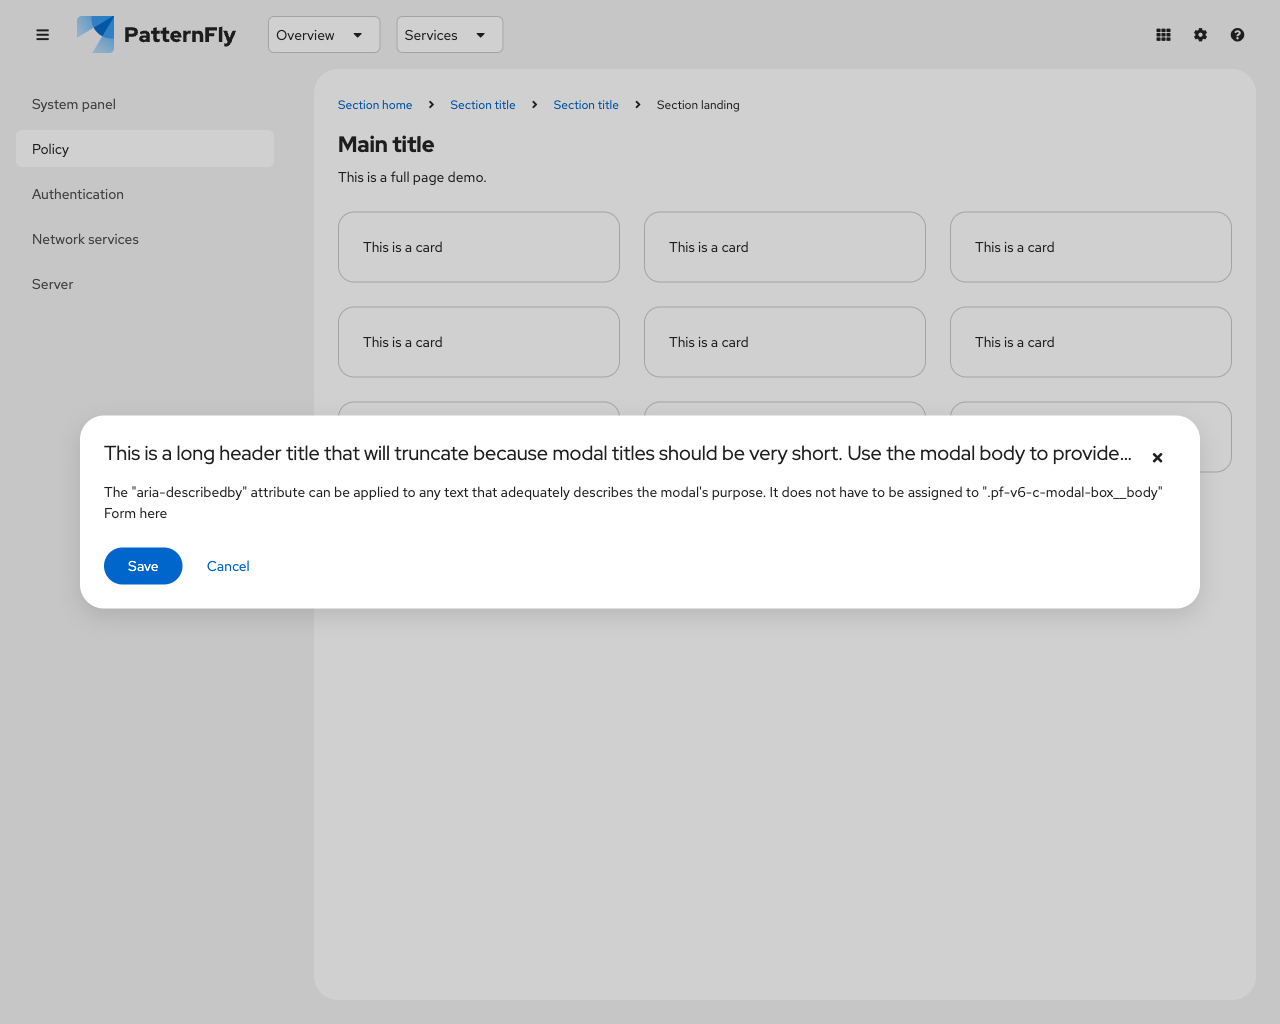 PatternFly
Overview
Services
System panel
Policy
Authentication
Network services
Server
Section home
Section title
Section title
Section landing
Main title
This is a full page demo.
This is a card
This is a card
This is a card
This is a card
This is a card
This is a card
This is a long header title that will truncate because modal titles should be very short. Use the modal body to provide...
The "aria-describedby" attribute can be applied to any text that adequately describes the modal's purpose. It does not have to be assigned to ".pf-v6-c-modal-box__body"
Form here
Save
Cancel